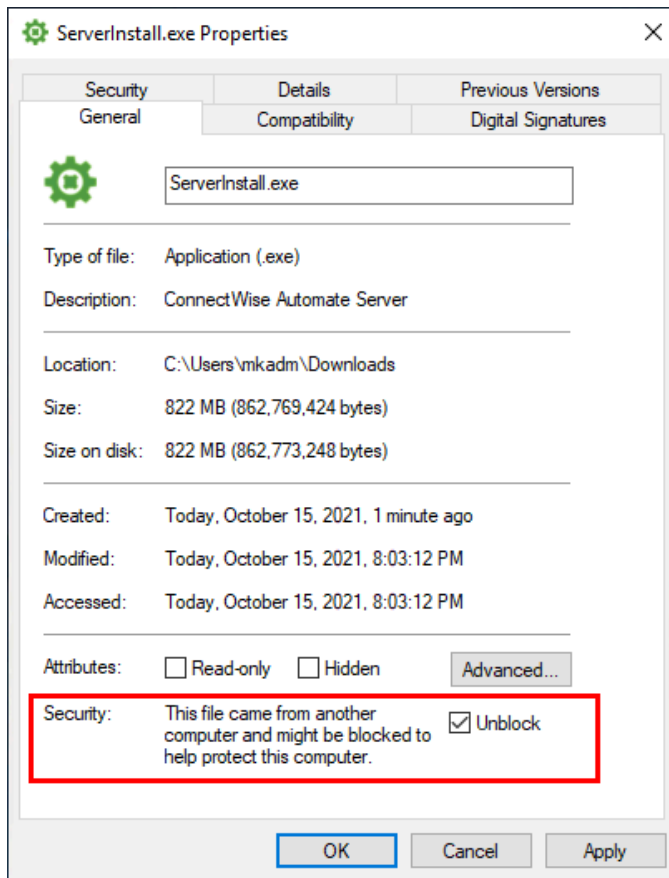 ServerInstall.exe Properties
Security Details Previous Versions
General Compatibility Digital Signatures
ServerInstall.exe
Type of file: Application (.exe)
Description: ConnectWise Automate Server
Location: C:\Users\mkadm\Downloads
Size: 822 MB (862,769,424 bytes)
Size on disk: 822 MB (862,773,248 bytes)
Created: Today, October 15, 2021, 1 minute ago
Modified: Today, October 15, 2021, 8:03:12 PM
Accessed: Today, October 15, 2021, 8:03:12 PM
Attributes: Read-only Hidden Advanced...
Security: This file came from another
computer and might be blocked to Unblock
help protect this computer.
OK Cancel Apply